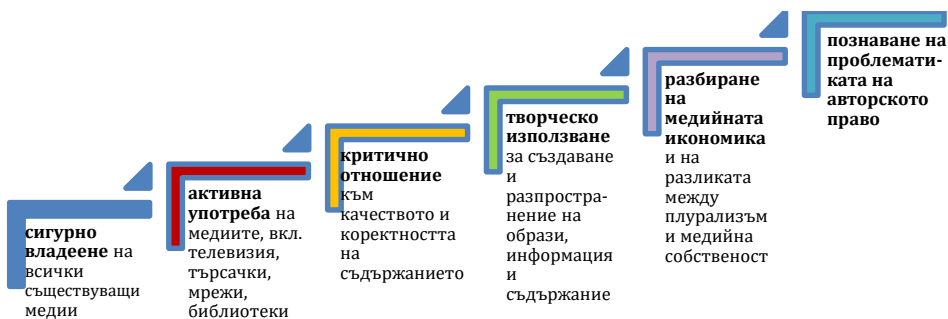 сигурно
владеене на
всички
съществуващи
медии
активна
употреба на
медиите, вкл.
телевизия,
търсачки,
мрежи,
библиотеки
критично
отношение
към
качеството и
коректността
на
съдържанието
творческо
използване
за създаване
и
разпростра-
нение на
образи,
информация
и
съдържание
разбиране
на
медийната
икономика
и на
разликата
между
плурализъм
и медийна
собственост
познаване на
проблемати-
ката на
авторското
право